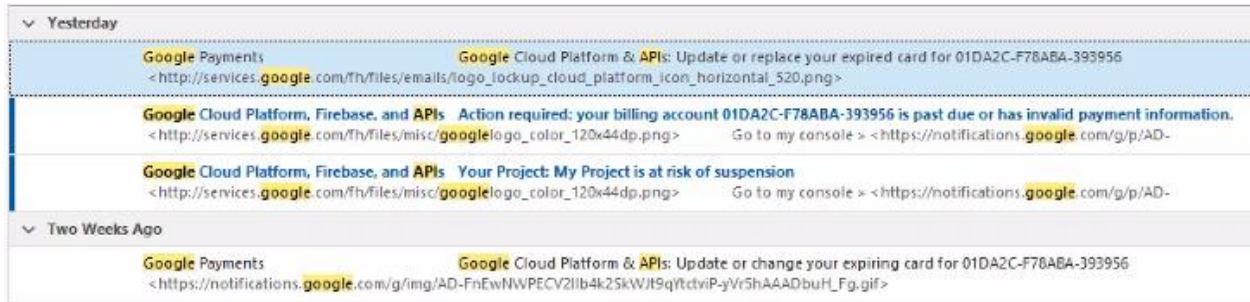 Yesterday
Google Payments Google Cloud Platform & APIs: Update or replace your expired card for 01DA2C-F78ABA-393956
<http://services.google.com/fh/files/emails/logo_lockup_cloud_platform_icon_horizontal_520.png>
Google Cloud Platform, Firebase, and APIs Action required: your billing account 01DA2C-F78ABA-393956 is past due or has invalid payment information.
<http://services.google.com/fh/files/misc/googlelogo_color_120x44dp.png> Go to my console » <https://notifications.google.com/g/p/AD-
Google Cloud Platform, Firebase, and APIs Your Project: My Project is at risk of suspension
<http://services.google.com/fh/files/misc/googlelogo_color_120x44dp.png> Go to my console » <https://notifications.google.com/g/p/AD-
Two Weeks Ago
Google Payments Google Cloud Platform & APIs: Update or change your expiring card for 01DA2C-F78ABA-393956